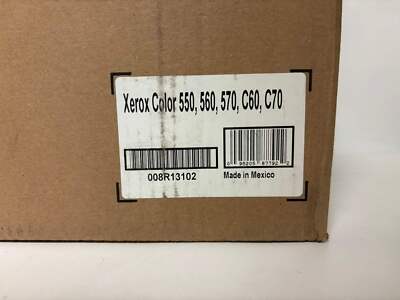 Xerox Color 550, 560, 570, C60, C70
008R13102
Made in Mexico